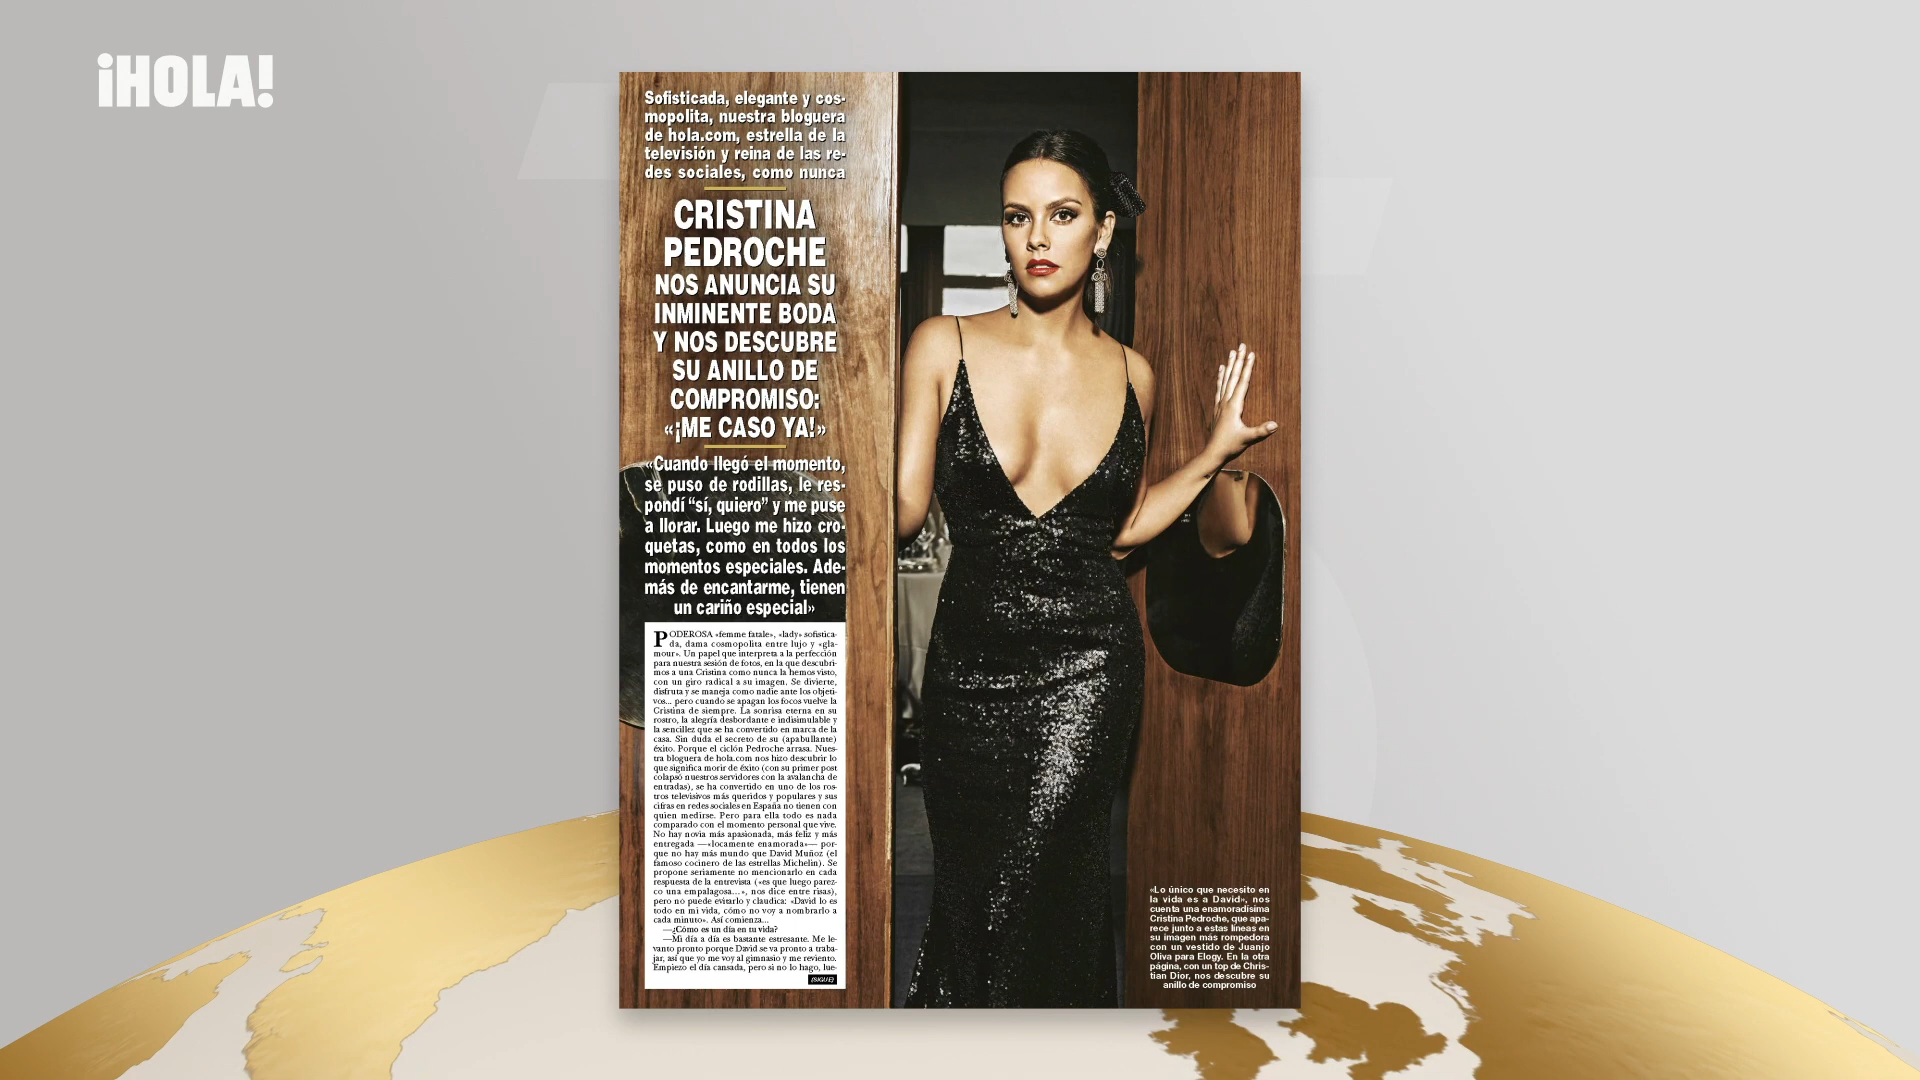 ¡HOLA!
Sofisticada, elegante y cos-
mopolita, nuestra bloguera
de hola.com, estrella de la
televisión y reina de las re-
des sociales, como nunca
CRISTINA
PEDROCHE
NOS ANUNCIA SU
INMINENTE BODA
Y NOS DESCUBRE
SU ANILLO DE
COMPROMISO:
«¡ME CASO YA!»
«Cuando llegó el momento,
se puso de rodillas, le res-
pondí “sí, quiero” y me puse
a llorar. Luego me hizo cro-
quetas, como en todos los
momentos especiales. Ade-
más de encantarme, tienen
un cariño especial»
PODEROSA «femme fatale», «lady» sofistica-
da, dama cosmopolita entre lujo y «gla-
mour». Un papel que interpreta a la perfección
para nuestra sesión de fotos, en la que descubri-
mos a una Cristina como nunca la hemos visto,
con un giro radical a su imagen. Se divierte,
disfruta y se maneja como nadie ante los objeti-
vos... pero cuando se apagan los focos vuelve la
Cristina de siempre. La sonrisa eterna en su
rostro, la alegría desbordante e indisimulable y
la sencillez que se ha convertido en marca de la
casa. Sin duda el secreto de su (apabullante)
éxito. Porque el ciclón Pedroche arrasa. Nues-
tra bloguera de hola.com nos hizo descubrir lo
que significa morir de éxito (con su primer post
colapsó nuestros servidores con la avalancha de
entradas), se ha convertido en uno de los ros-
tros televisivos más queridos y populares y sus
cifras en redes sociales en España no tienen con
quien medirse. Pero para ella todo es nada
comparado con el momento personal que vive.
No hay novia más apasionada, más feliz y más
entregada —«locamente enamorada»— por-
que no hay más mundo que David Muñoz (el
famoso cocinero de las estrellas Michelin). Se
propone seriamente no mencionarlo en cada
respuesta de la entrevista («es que luego parez-
co una empalagosa...», nos dice entre risas),
pero no puede evitarlo y claudica: «David lo es
todo en mi vida, cómo no voy a nombrarlo a
cada minuto». Así comienza...
—¿Cómo es un día en tu vida?
—Mi día a día es bastante estresante. Me le-
vanto pronto porque David se va pronto a traba-
jar, así que yo me voy al gimnasio y me reviento.
Empiezo el día cansada, pero si no lo hago, lue-
(SIGUE)
«Lo único que necesito en
la vida es a David», nos
cuenta una enamoradísima
Cristina Pedroche, que apa-
rece junto a estas líneas en
su imagen más rompedora
con un vestido de Juanjo
Oliva para Elogy. En la otra
página, con un top de Chris-
tian Dior, nos descubre su
anillo de compromiso